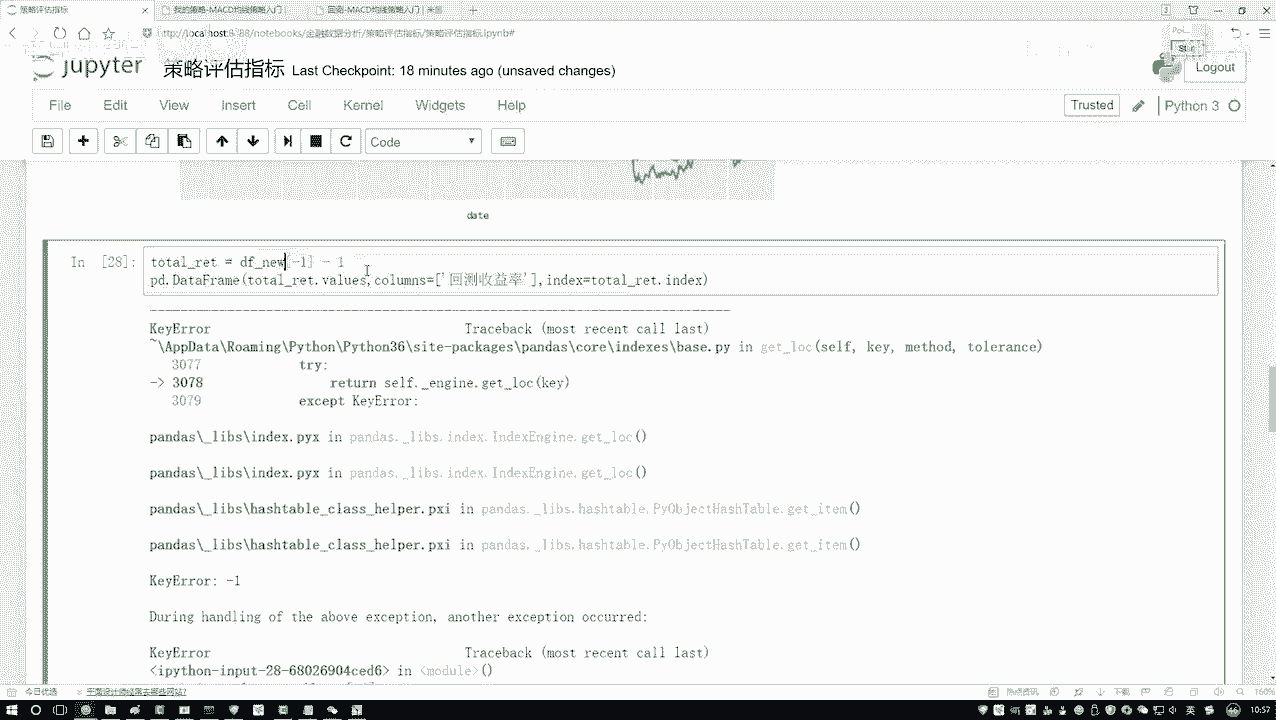 策略评估指标
我的策略-MACD均线策略入门
回测-MACD均线策略入门 | 米筐
localhost:8888/notebooks/金融数据分析/策略评估指标/策略评估指标.ipynb#
jupyter 策略评估指标 Last Checkpoint: 18 minutes ago (unsaved changes)
Logout
File Edit View Insert Cell Kernel Widgets Help
Trusted
Python 3
Code
date
In [28]:
total_ret = df_new[-1] - 1
pd.DataFrame(total_ret.values,columns=['回测收益率'],index=total_ret.index)
KeyError Traceback (most recent call last)
~\AppData\Roaming\Python\Python36\site-packages\pandas\core\indexes\base.py in get_loc(self, key, method, tolerance)
3077 try:
-> 3078 return self._engine.get_loc(key)
3079 except KeyError:
pandas\_libs\index.pyx in pandas._libs.index.IndexEngine.get_loc()
pandas\_libs\index.pyx in pandas._libs.index.IndexEngine.get_loc()
pandas\_libs\hashtable_class_helper.pxi in pandas._libs.hashtable.PyObjectHashTable.get_item()
pandas\_libs\hashtable_class_helper.pxi in pandas._libs.hashtable.PyObjectHashTable.get_item()
KeyError: -1
During handling of the above exception, another exception occurred:
KeyError Traceback (most recent call last)
<ipython-input-28-68026904ced6> in <module>()
今日优选
下载
160%
英
10:57